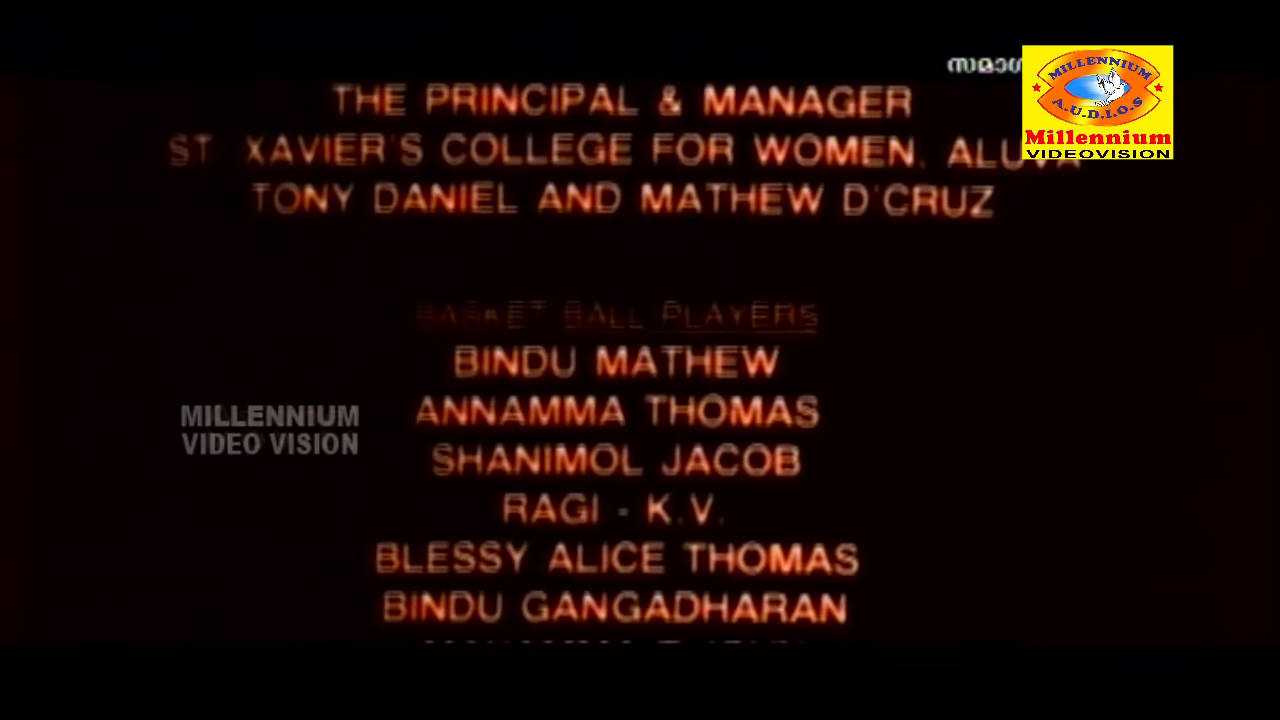 THE PRINCIPAL & MANAGER
ST. XAVIER'S COLLEGE FOR WOMEN. ALUVA
TONY DANIEL AND MATHEW D'CRUZ
BASKET BALL PLAYERS
BINDU MATHEW
ANNAMMA THOMAS
SHANIMOL JACOB
RAGI - K.V.
BLESSY ALICE THOMAS
BINDU GANGADHARAN
MILLENNIUM
VIDEO VISION
MILLENNIUM
A.U.D.I.O.S
Millennium
VIDEOVISION